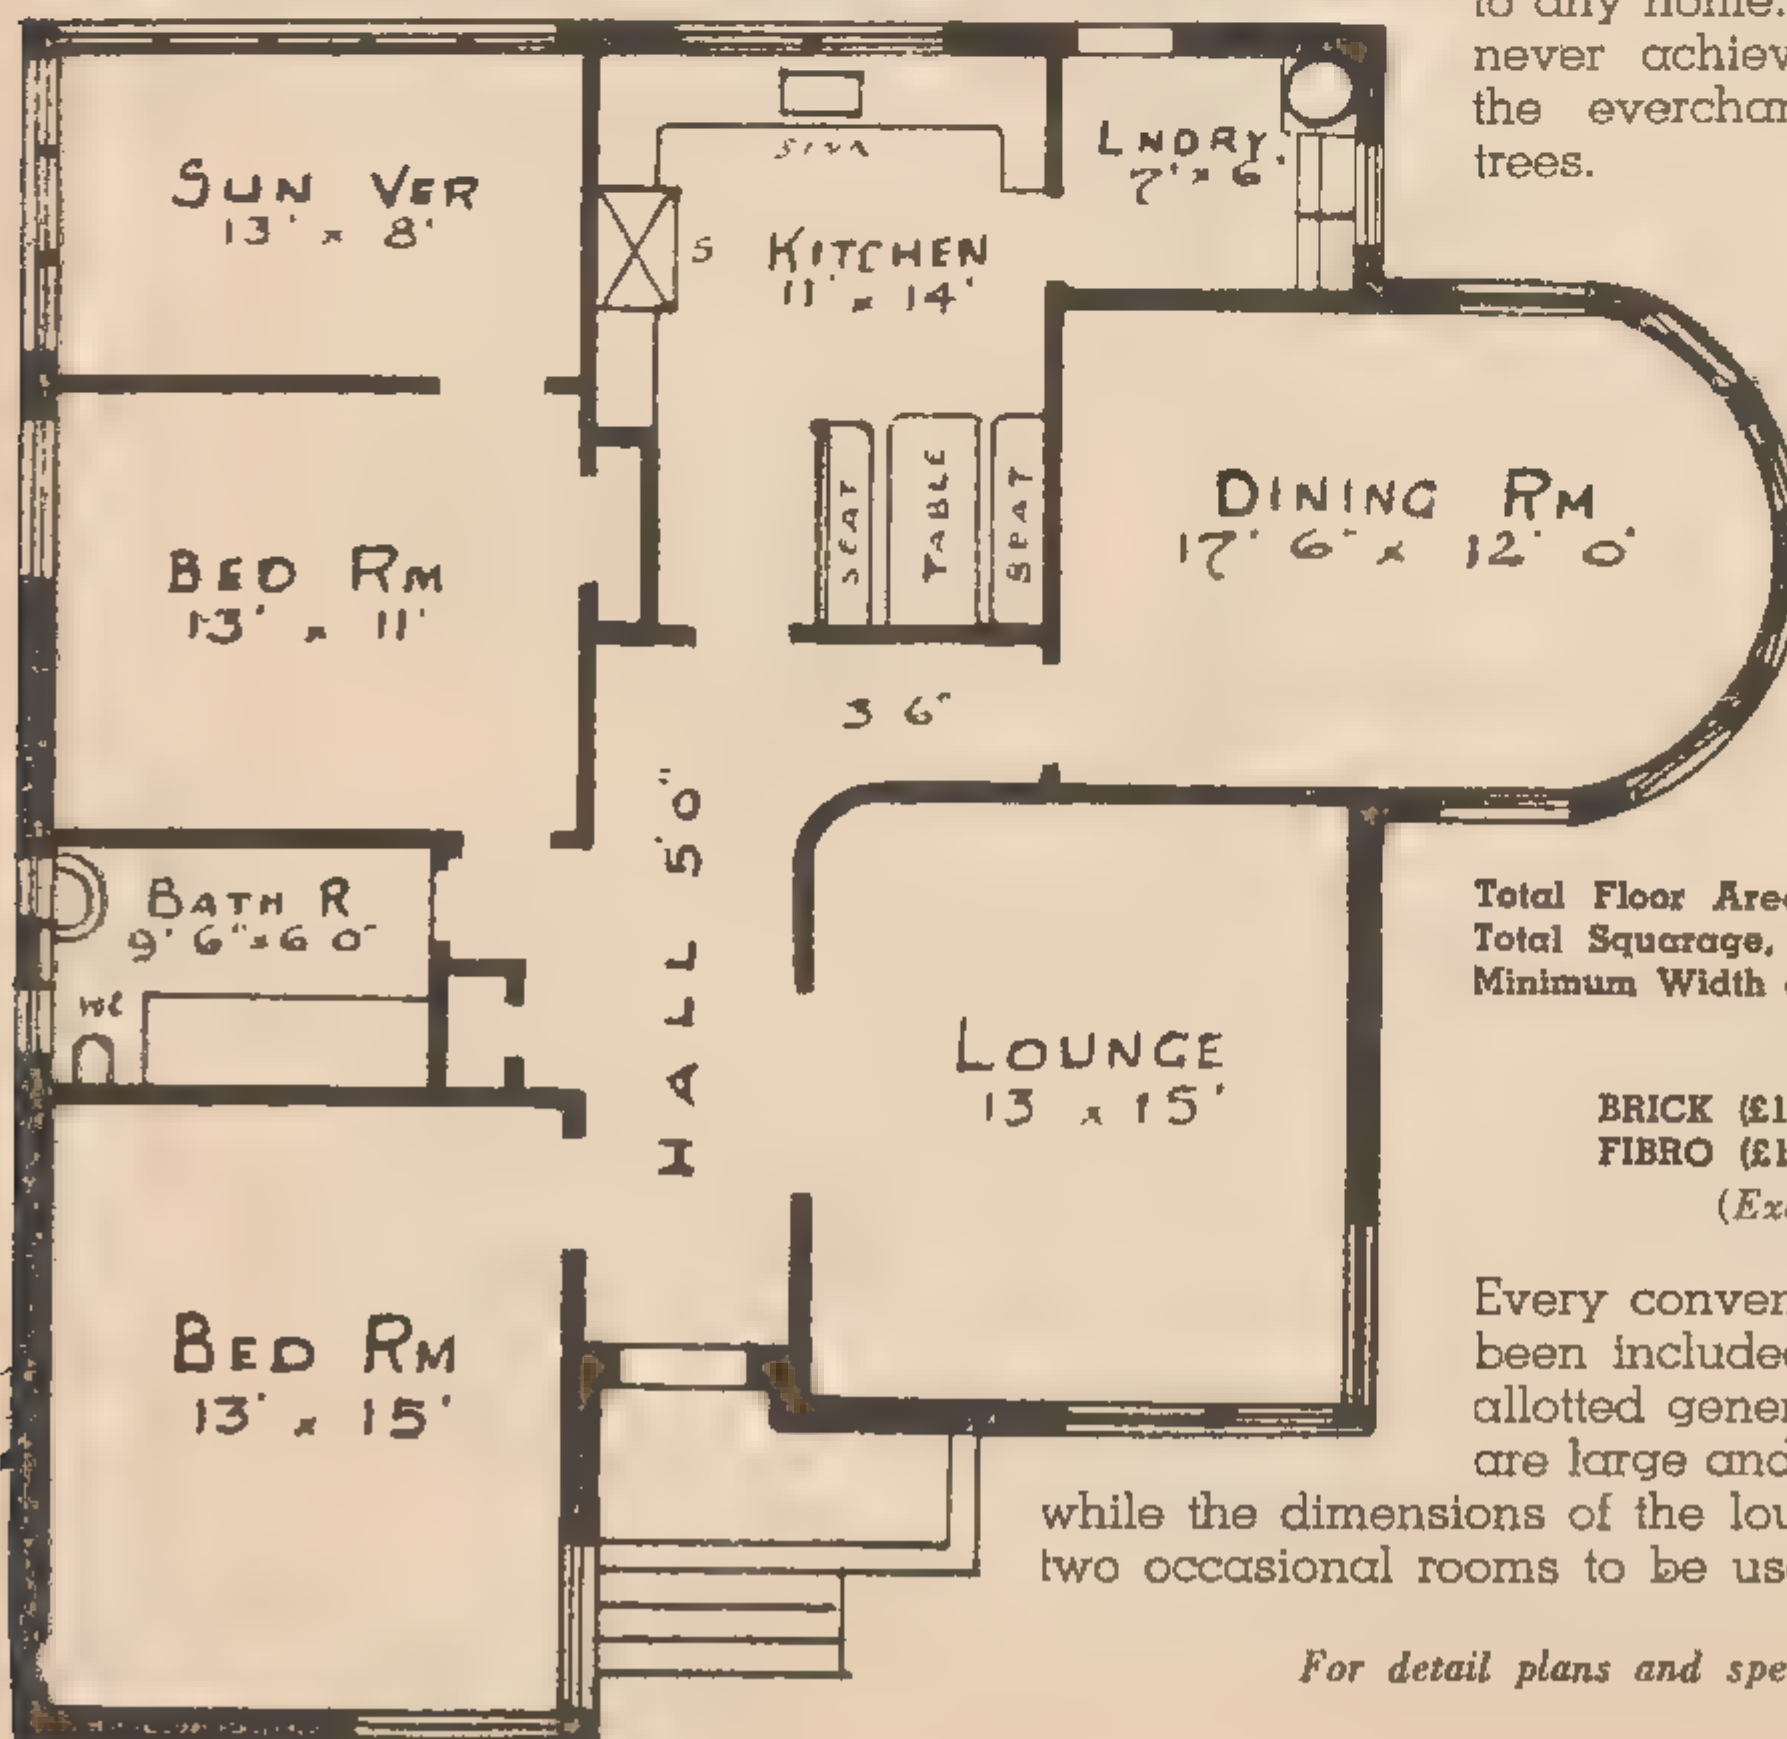 to any home.
never achiev
the everchan
trees.
SUN VER
13' x 8'
SINK
LNDRY.
7' x 6'
S
KITCHEN
11' x 14'
SEAT
TABLE
SEAT
DINING RM
17' 6" x 12' 0"
BED RM
13' x 11'
3 6"
HALL 5'0"
BATH R
9' 6" x 6 0"
wc
LOUNGE
13 x 15'
BED RM
13' x 15'
Total Floor Are
Total Squarage,
Minimum Width
BRICK (£1
FIBRO (£1
(Ex
Every conven
been include
allotted gener
are large and
while the dimensions of the lou
two occasional rooms to be us
For detail plans and spe